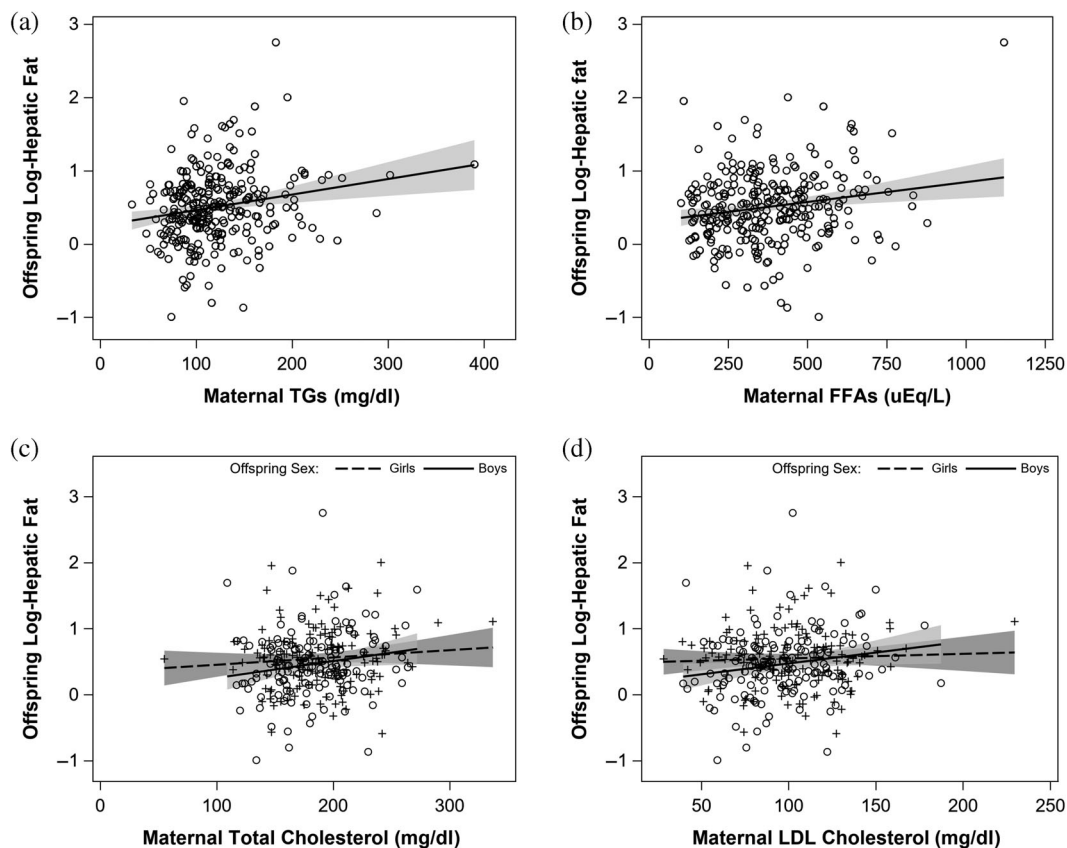 (a)
Offspring Log-Hepatic Fat
3
2
1
0
−1
0 100 200 300 400
Maternal TGs (mg/dl)
(b)
Offspring Log-Hepatic fat
3
2
1
0
−1
0 250 500 750 1000 1250
Maternal FFAs (uEq/L)
(c)
Offspring Sex: Girls Boys
Offspring Log-Hepatic Fat
3
2
1
0
−1
0 100 200 300
Maternal Total Cholesterol (mg/dl)
(d)
Offspring Sex: Girls Boys
Offspring Log-Hepatic Fat
3
2
1
0
−1
50 100 150 200 250
Maternal LDL Cholesterol (mg/dl)